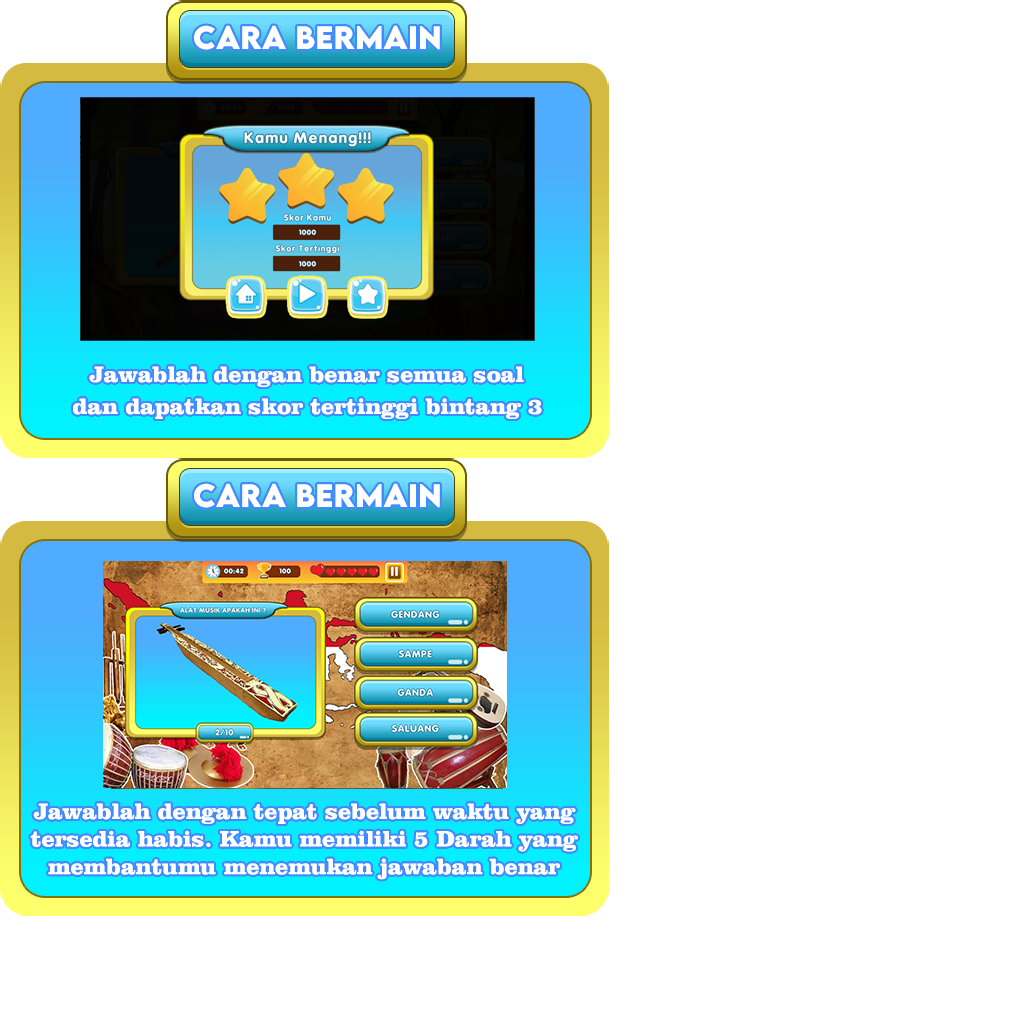 CARA BERMAIN
Kamu Menang!!!
Skor Kamu
1000
Skor Tertinggi
1000
Jawablah dengan benar semua soal
dan dapatkan skor tertinggi bintang 3
CARA BERMAIN
00:42
100
ALAT MUSIK APAKAH INI ?
GENDANG
SAMPE
GANDA
SALUANG
2/10
Jawablah dengan tepat sebelum waktu yang
tersedia habis. Kamu memiliki 5 Darah yang
membantumu menemukan jawaban benar